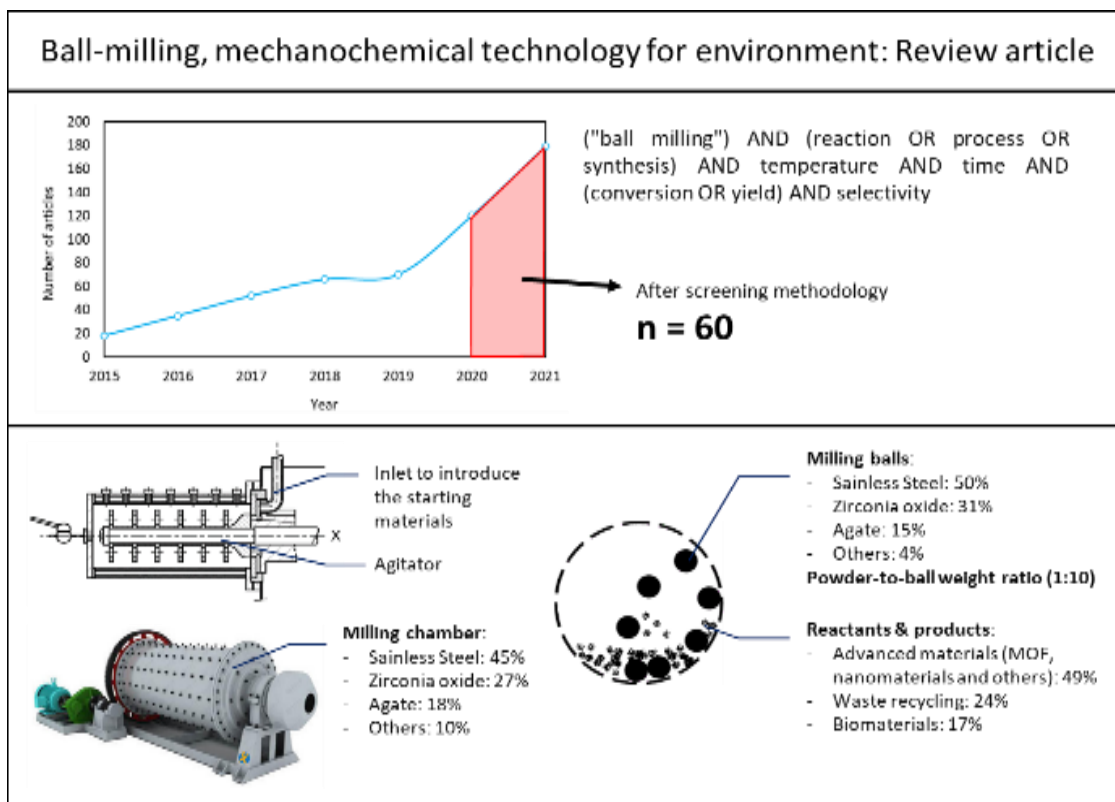 Ball-milling, mechanochemical technology for environment: Review article
200
180
160
140
120
100
80
60
40
20
0
Number of articles
2015 2016 2017 2018 2019 2020 2021
Year
("ball milling") AND (reaction OR process OR
synthesis) AND temperature AND time AND
(conversion OR yield) AND selectivity
After screening methodology
n = 60
Inlet to introduce
the starting
materials
X
Agitator
Milling chamber:
- Sainless Steel: 45%
- Zirconia oxide: 27%
- Agate: 18%
- Others: 10%
Milling balls:
- Sainless Steel: 50%
- Zirconia oxide: 31%
- Agate: 15%
- Others: 4%
Powder-to-ball weight ratio (1:10)
Reactants & products:
- Advanced materials (MOF,
nanomaterials and others): 49%
- Waste recycling: 24%
- Biomaterials: 17%